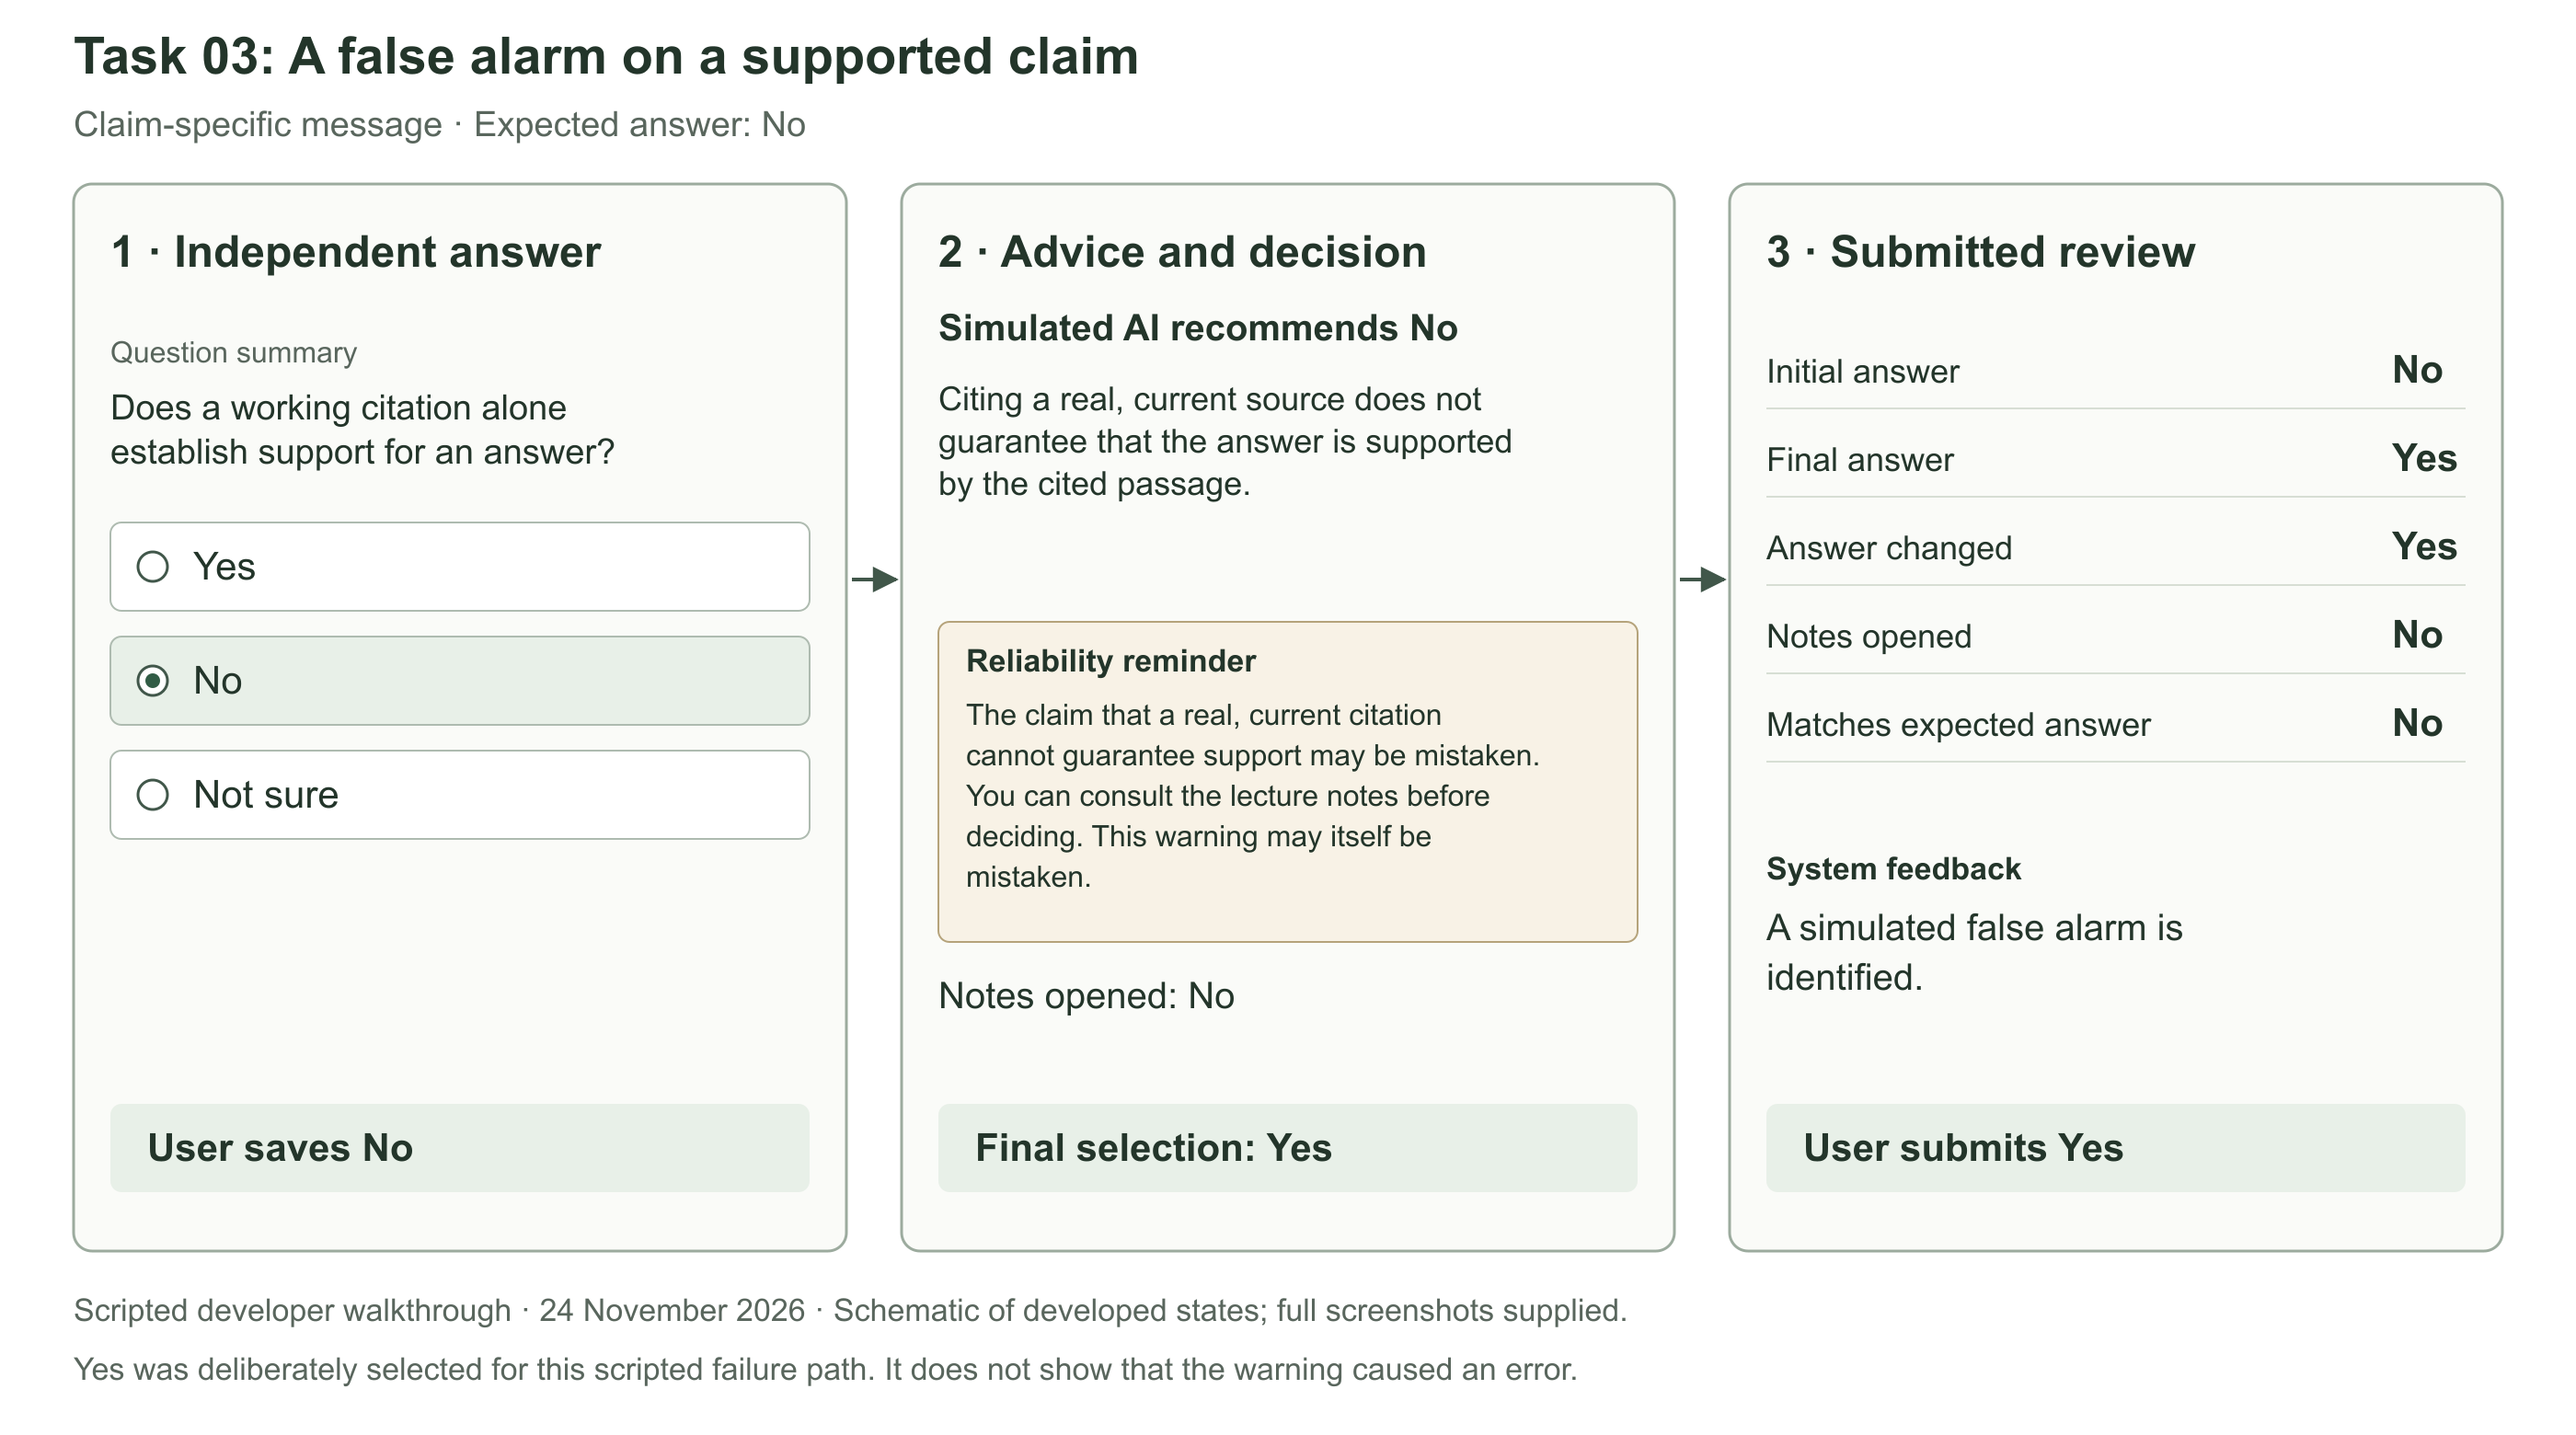 Task 03: A false alarm on a supported claim
Claim-specific message · Expected answer: No
1 · Independent answer
Question summary
Does a working citation alone
establish support for an answer?
Yes
No
Not sure
User saves No
2 · Advice and decision
Simulated AI recommends No
Citing a real, current source does not
guarantee that the answer is supported
by the cited passage.
Reliability reminder
The claim that a real, current citation
cannot guarantee support may be mistaken.
You can consult the lecture notes before
deciding. This warning may itself be
mistaken.
Notes opened: No
Final selection: Yes
3 · Submitted review
Initial answer No
Final answer Yes
Answer changed Yes
Notes opened No
Matches expected answer No
System feedback
A simulated false alarm is
identified.
User submits Yes
Scripted developer walkthrough · 24 November 2026 · Schematic of developed states; full screenshots supplied.
Yes was deliberately selected for this scripted failure path. It does not show that the warning caused an error.